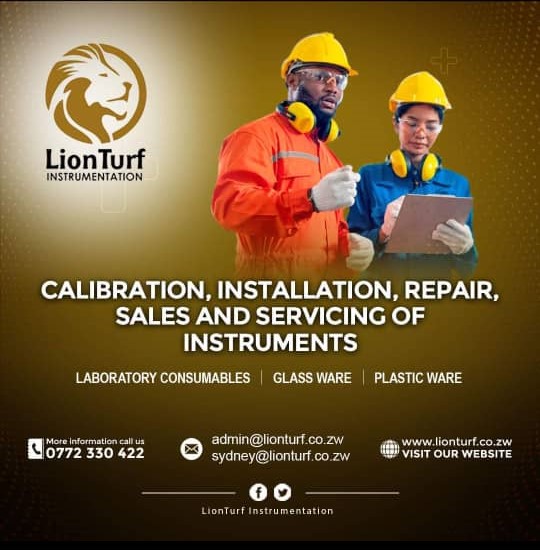 LionTurf
INSTRUMENTATION
CALIBRATION, INSTALLATION, REPAIR,
SALES AND SERVICING OF
INSTRUMENTS
LABORATORY CONSUMABLES | GLASS WARE | PLASTIC WARE
More information call us
0772 330 422
admin@lionturf.co.zw
sydney@lionturf.co.zw
www.lionturf.co.zw
VISIT OUR WEBSITE
LionTurf Instrumentation